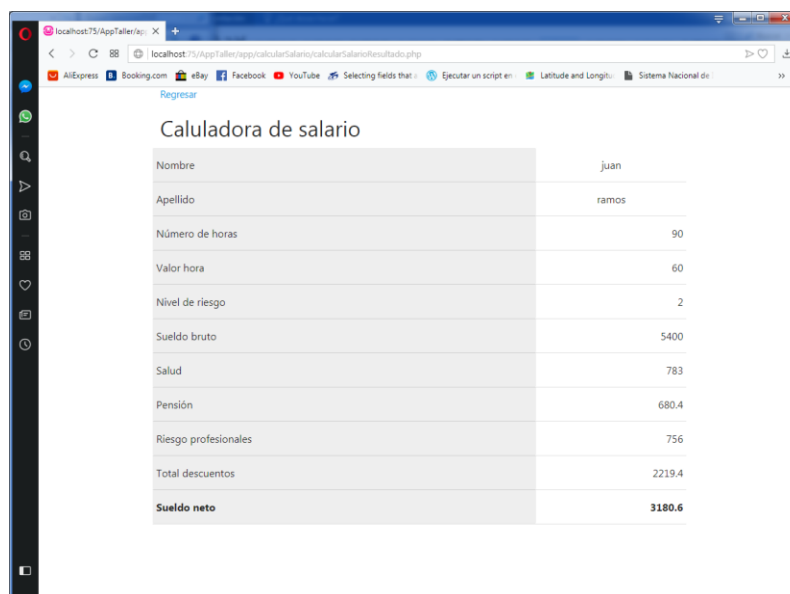 localhost:75/AppTaller/ap
localhost:75/AppTaller/app/calcularSalario/calcularSalarioResultado.php
AliExpress B. Booking.com eBay Facebook YouTube Selecting fields that Ejecutar un script en Latitude and Longitu Sistema Nacional de
Regresar
Caluladora de salario
Nombre juan
Apellido ramos
Número de horas 90
Valor hora 60
Nivel de riesgo 2
Sueldo bruto 5400
Salud 783
Pensión 680.4
Riesgo profesionales 756
Total descuentos 2219.4
Sueldo neto 3180.6